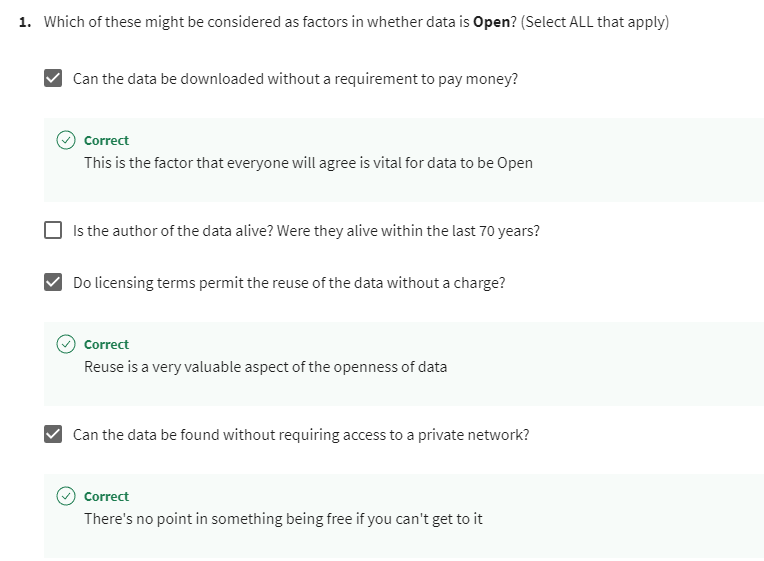 1. Which of these might be considered as factors in whether data is Open? (Select ALL that apply)
Can the data be downloaded without a requirement to pay money?
Correct
This is the factor that everyone will agree is vital for data to be Open
Is the author of the data alive? Were they alive within the last 70 years?
Do licensing terms permit the reuse of the data without a charge?
Correct
Reuse is a very valuable aspect of the openness of data
Can the data be found without requiring access to a private network?
Correct
There's no point in something being free if you can't get to it